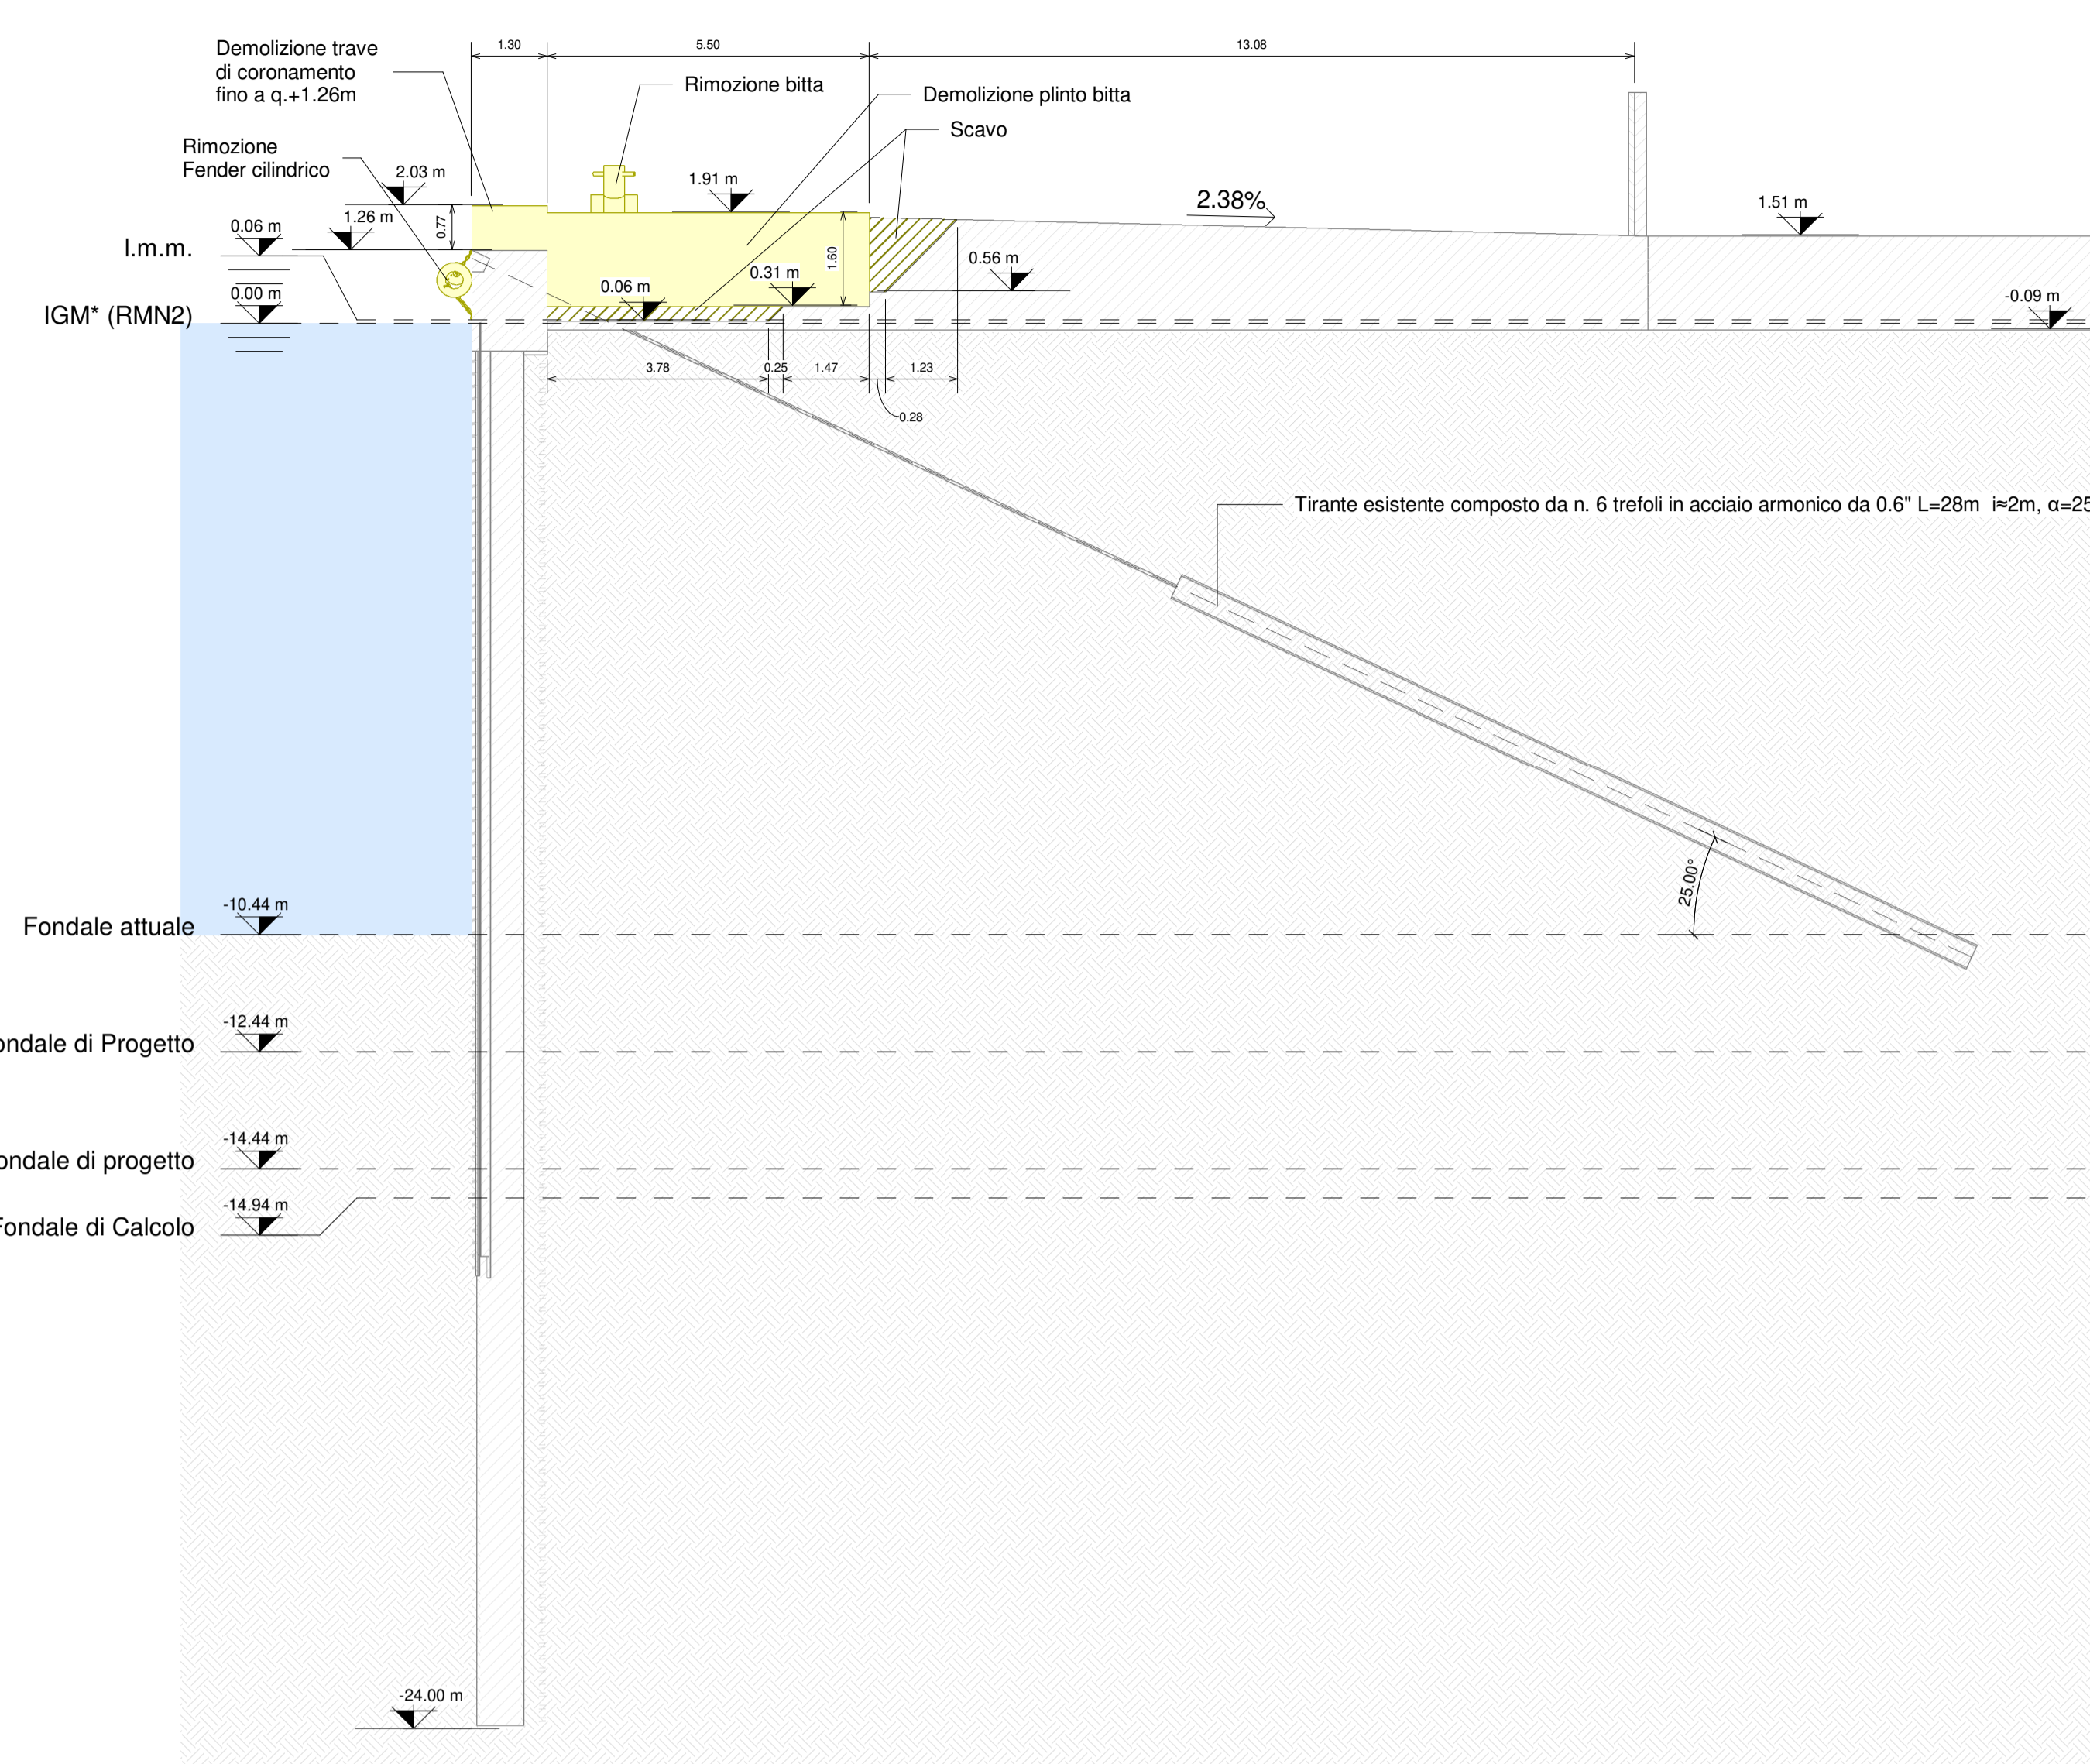 1.30
5.50
13.08
Demolizione trave
di coronamento
fino a q.+1.26m
Rimozione bitta
Demolizione plinto bitta
Scavo
Rimozione
Fender cilindrico
2.03 m
1.91 m
2.38%
1.51 m
0.06 m
1.26 m
0.77
l.m.m.
1.60
0.56 m
0.31 m
0.06 m
0.00 m
-0.09 m
IGM* (RMN2)
3.78
0.25
1.47
1.23
0.28
Tirante esistente composto da n. 6 trefoli in acciaio armonico da 0.6" L=28m i≈2m, α=25
25.00°
-10.44 m
Fondale attuale
-12.44 m
ondale di Progetto
-14.44 m
ondale di progetto
-14.94 m
Fondale di Calcolo
-24.00 m